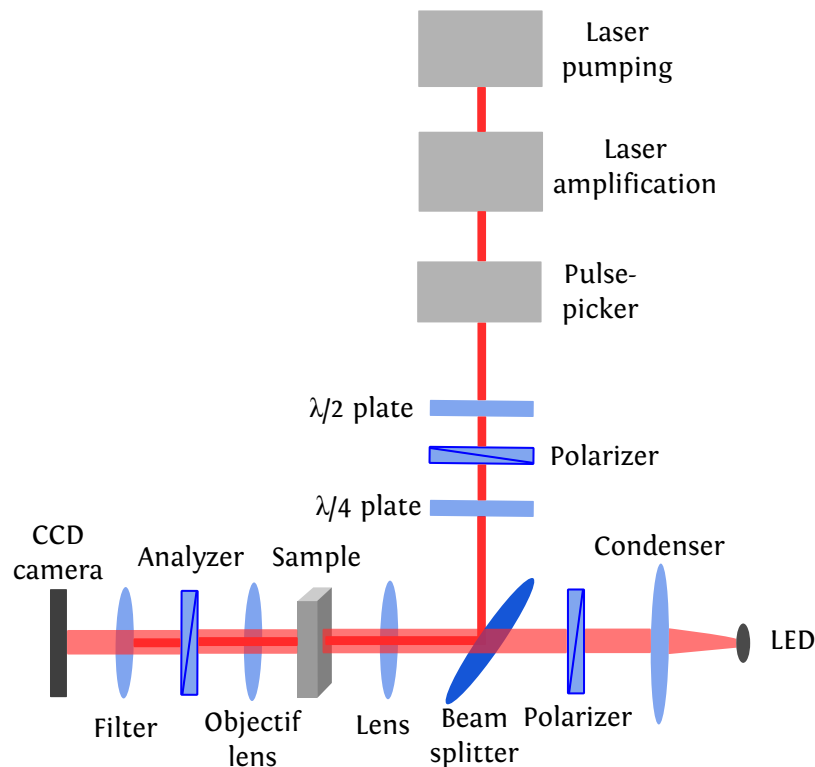 Laser
pumping
Laser
amplification
Pulse-
picker
λ/2 plate
Polarizer
λ/4 plate
CCD
camera
Analyzer
Sample
Condenser
LED
Filter
Objectif
lens
Lens
Beam
splitter
Polarizer